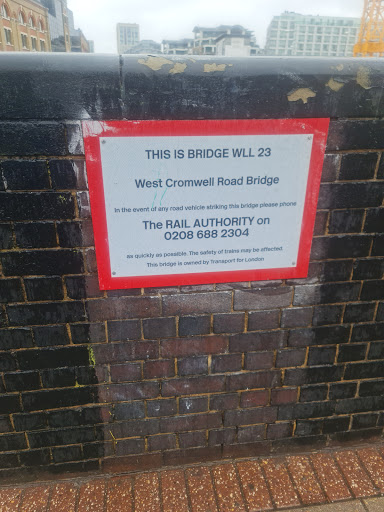 THIS IS BRIDGE WLL 23
West Cromwell Road Bridge
In the event of any road vehicle striking this bridge please phone
The RAIL AUTHORITY on
0208 688 2304
as quickly as possible. The safety of trains may be affected.
This bridge is owned by Transport for London.